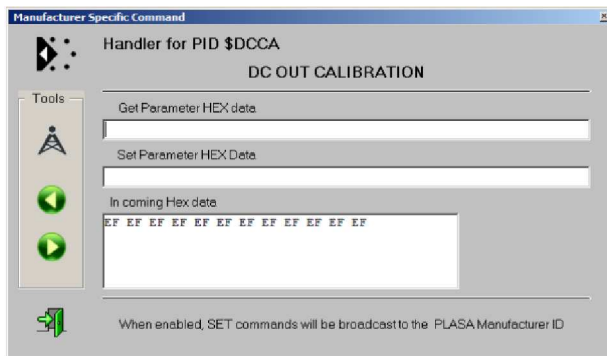 Manufacturer Specific Command
Handler for PID $DCCA
DC OUT CALIBRATION
Tools
Get Parameter HEX data
Set Parameter HEX Data
In coming Hex data
EF EF EF EF EF EF EF EF EF EF EF EF
When enabled, SET commands will be broadcast to the PLASA Manufacturer ID